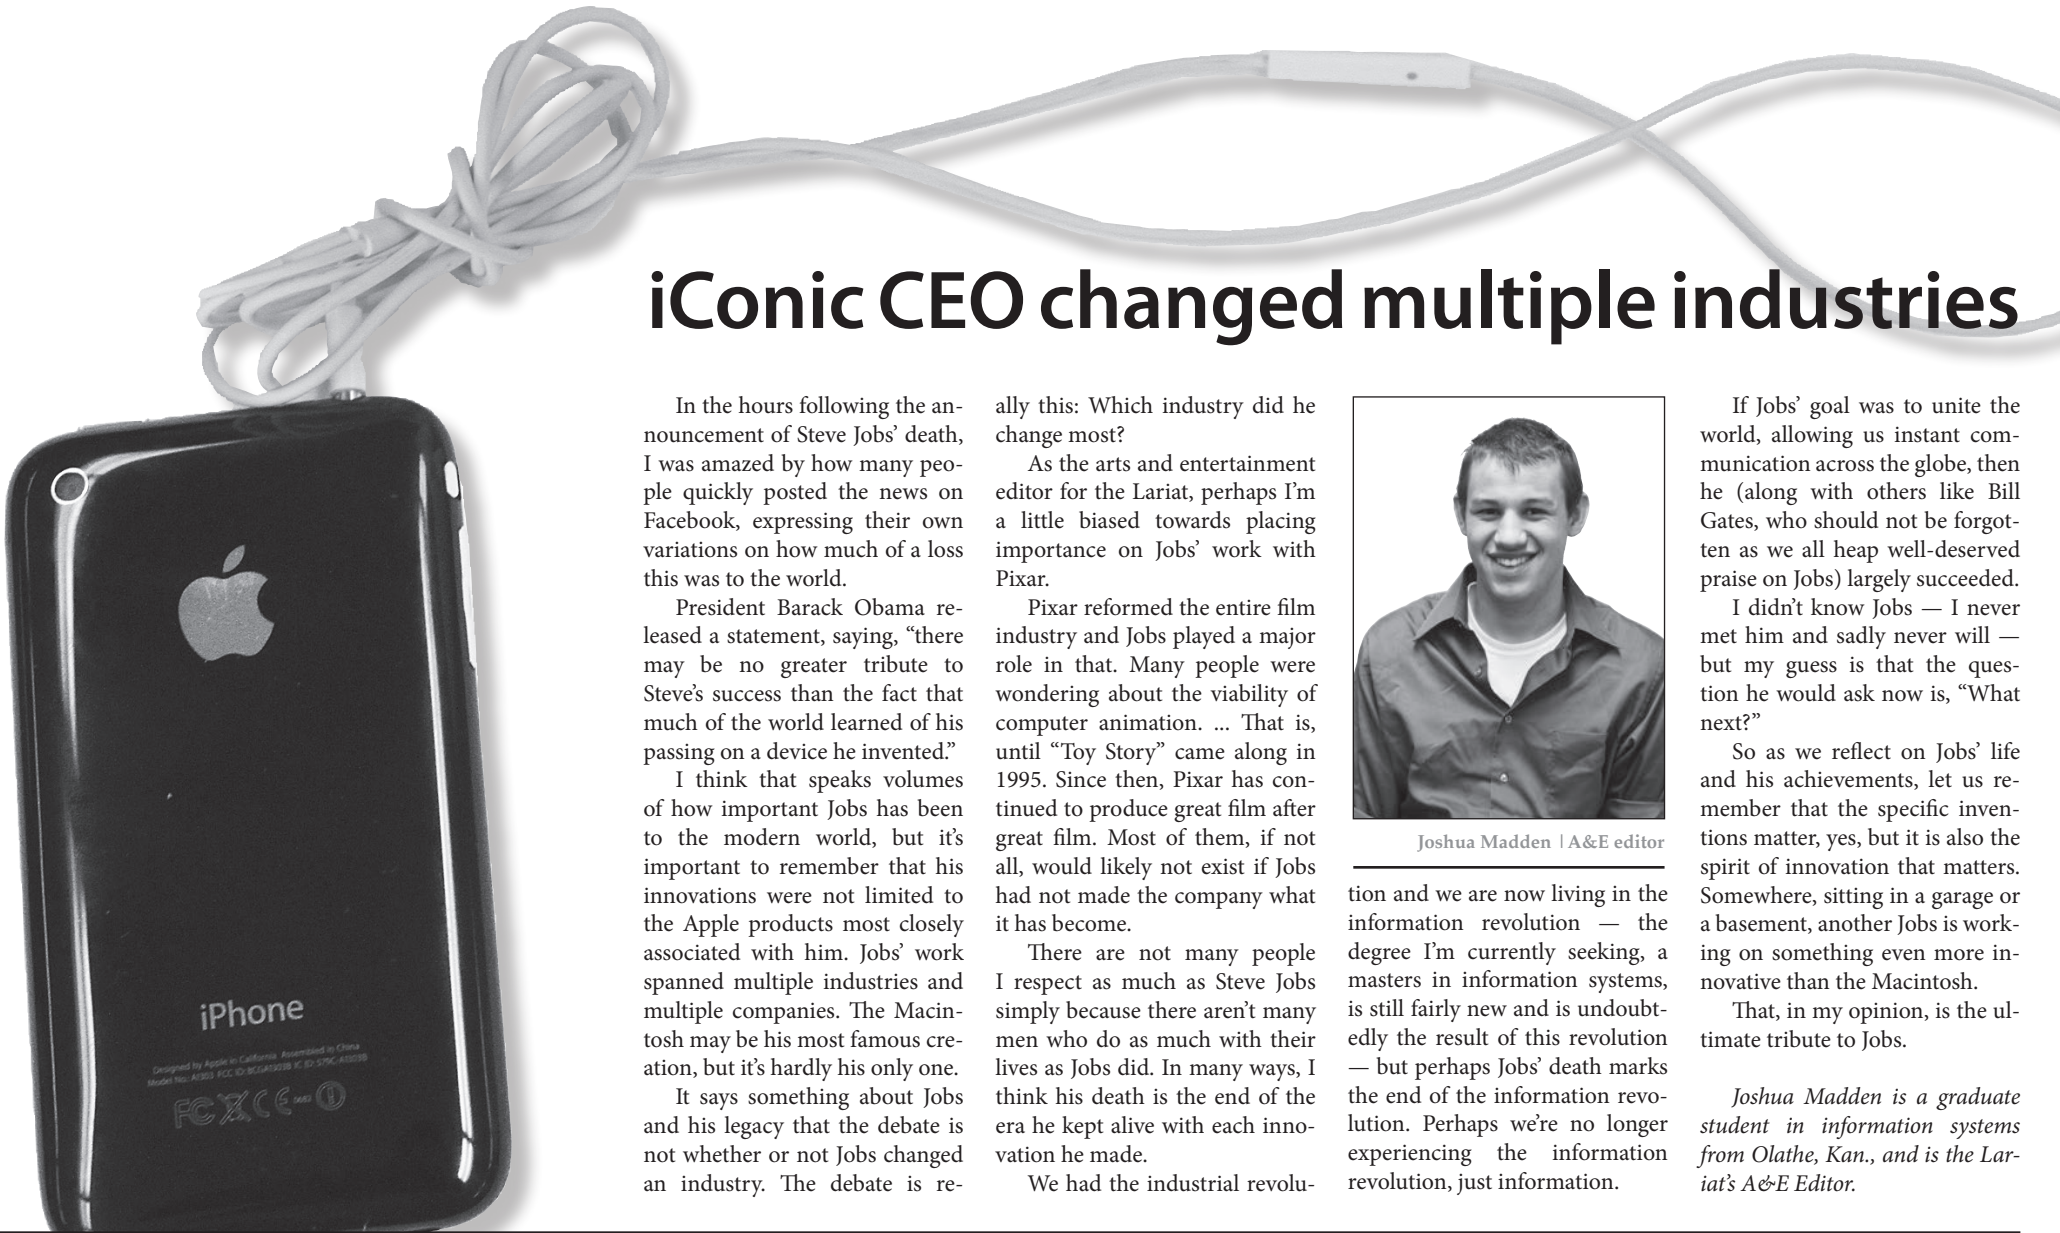 iConic CEO changed multiple industries
In the hours following the an-
nouncement of Steve Jobs’ death,
I was amazed by how many peo-
ple quickly posted the news on
Facebook, expressing their own
variations on how much of a loss
this was to the world.
President Barack Obama re-
leased a statement, saying, “there
may be no greater tribute to
Steve’s success than the fact that
much of the world learned of his
passing on a device he invented.”
I think that speaks volumes
of how important Jobs has been
to the modern world, but it’s
important to remember that his
innovations were not limited to
the Apple products most closely
associated with him. Jobs’ work
spanned multiple industries and
multiple companies. The Macin-
tosh may be his most famous cre-
ation, but it’s hardly his only one.
It says something about Jobs
and his legacy that the debate is
not whether or not Jobs changed
an industry. The debate is re-
ally this: Which industry did he
change most?
As the arts and entertainment
editor for the Lariat, perhaps I’m
a little biased towards placing
importance on Jobs’ work with
Pixar.
Pixar reformed the entire film
industry and Jobs played a major
role in that. Many people were
wondering about the viability of
computer animation. ... That is,
until “Toy Story” came along in
1995. Since then, Pixar has con-
tinued to produce great film after
great film. Most of them, if not
all, would likely not exist if Jobs
had not made the company what
it has become.
There are not many people
I respect as much as Steve Jobs
simply because there aren’t many
men who do as much with their
lives as Jobs did. In many ways, I
think his death is the end of the
era he kept alive with each inno-
vation he made.
We had the industrial revolu-
Joshua Madden | A&E editor
tion and we are now living in the
information revolution — the
degree I’m currently seeking, a
masters in information systems,
is still fairly new and is undoubt-
edly the result of this revolution
— but perhaps Jobs’ death marks
the end of the information revo-
lution. Perhaps we’re no longer
experiencing the information
revolution, just information.
If Jobs’ goal was to unite the
world, allowing us instant com-
munication across the globe, then
he (along with others like Bill
Gates, who should not be forgot-
ten as we all heap well-deserved
praise on Jobs) largely succeeded.
I didn’t know Jobs — I never
met him and sadly never will —
but my guess is that the ques-
tion he would ask now is, “What
next?”
So as we reflect on Jobs’ life
and his achievements, let us re-
member that the specific inven-
tions matter, yes, but it is also the
spirit of innovation that matters.
Somewhere, sitting in a garage or
a basement, another Jobs is work-
ing on something even more in-
novative than the Macintosh.
That, in my opinion, is the ul-
timate tribute to Jobs.
Joshua Madden is a graduate
student in information systems
from Olathe, Kan., and is the Lar-
iat’s A&E Editor.
iPhone
Designed by Apple in California Assembled in China
Model No.: A1303 FCC ID: BCGA1303B IC ID: 579C-A1303B
FC CE